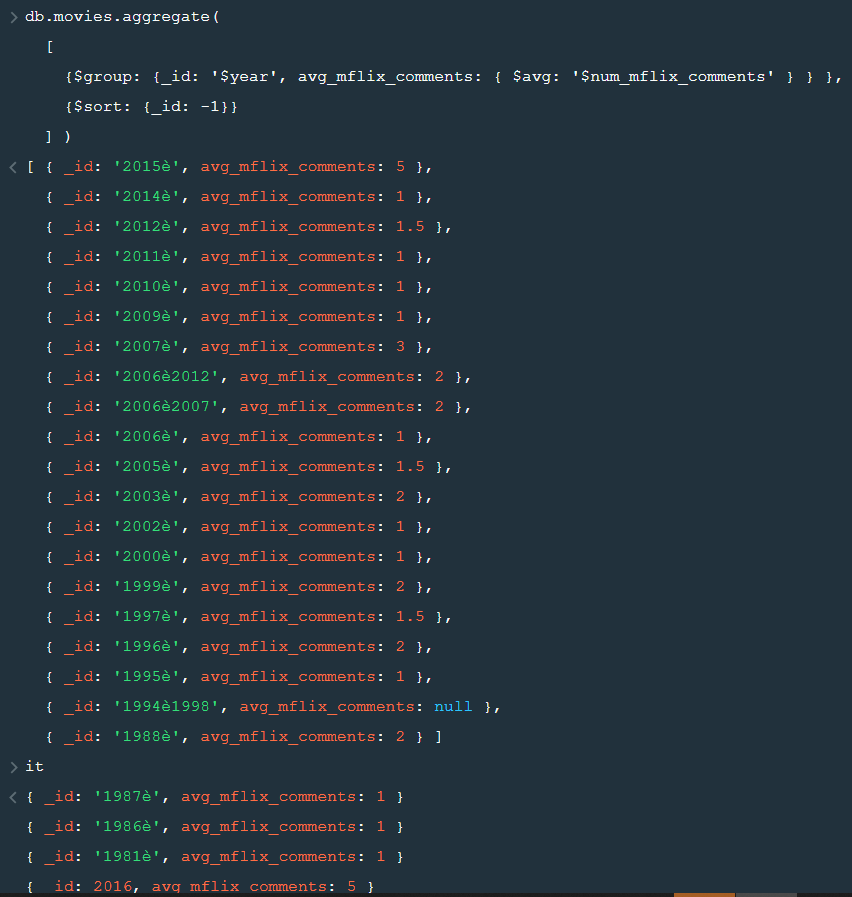 > db.movies.aggregate(
[
{$group: {_id: '$year', avg_mflix_comments: { $avg: '$num_mflix_comments' } } },
{$sort: {_id: -1}}
] )
< [ { _id: '2015è', avg_mflix_comments: 5 },
{ _id: '2014è', avg_mflix_comments: 1 },
{ _id: '2012è', avg_mflix_comments: 1.5 },
{ _id: '2011è', avg_mflix_comments: 1 },
{ _id: '2010è', avg_mflix_comments: 1 },
{ _id: '2009è', avg_mflix_comments: 1 },
{ _id: '2007è', avg_mflix_comments: 3 },
{ _id: '2006è2012', avg_mflix_comments: 2 },
{ _id: '2006è2007', avg_mflix_comments: 2 },
{ _id: '2006è', avg_mflix_comments: 1 },
{ _id: '2005è', avg_mflix_comments: 1.5 },
{ _id: '2003è', avg_mflix_comments: 2 },
{ _id: '2002è', avg_mflix_comments: 1 },
{ _id: '2000è', avg_mflix_comments: 1 },
{ _id: '1999è', avg_mflix_comments: 2 },
{ _id: '1997è', avg_mflix_comments: 1.5 },
{ _id: '1996è', avg_mflix_comments: 2 },
{ _id: '1995è', avg_mflix_comments: 1 },
{ _id: '1994è1998', avg_mflix_comments: null },
{ _id: '1988è', avg_mflix_comments: 2 } ]
> it
< { _id: '1987è', avg_mflix_comments: 1 }
{ _id: '1986è', avg_mflix_comments: 1 }
{ _id: '1981è', avg_mflix_comments: 1 }
{ _id: 2016, avg_mflix_comments: 5 }